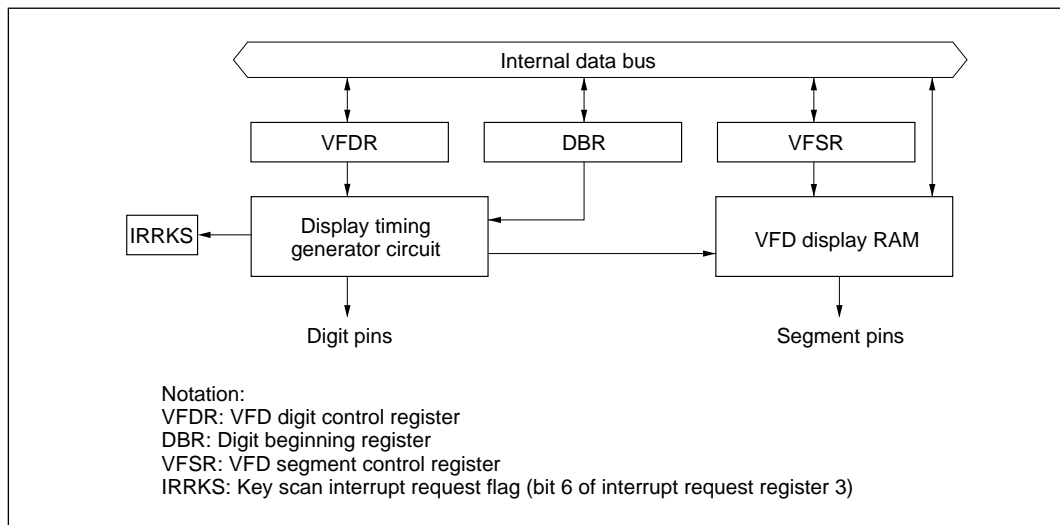 Internal data bus
VFDR
DBR
VFSR
IRRKS
Display timing
generator circuit
VFD display RAM
Digit pins
Segment pins
Notation:
VFDR: VFD digit control register
DBR: Digit beginning register
VFSR: VFD segment control register
IRRKS: Key scan interrupt request flag (bit 6 of interrupt request register 3)